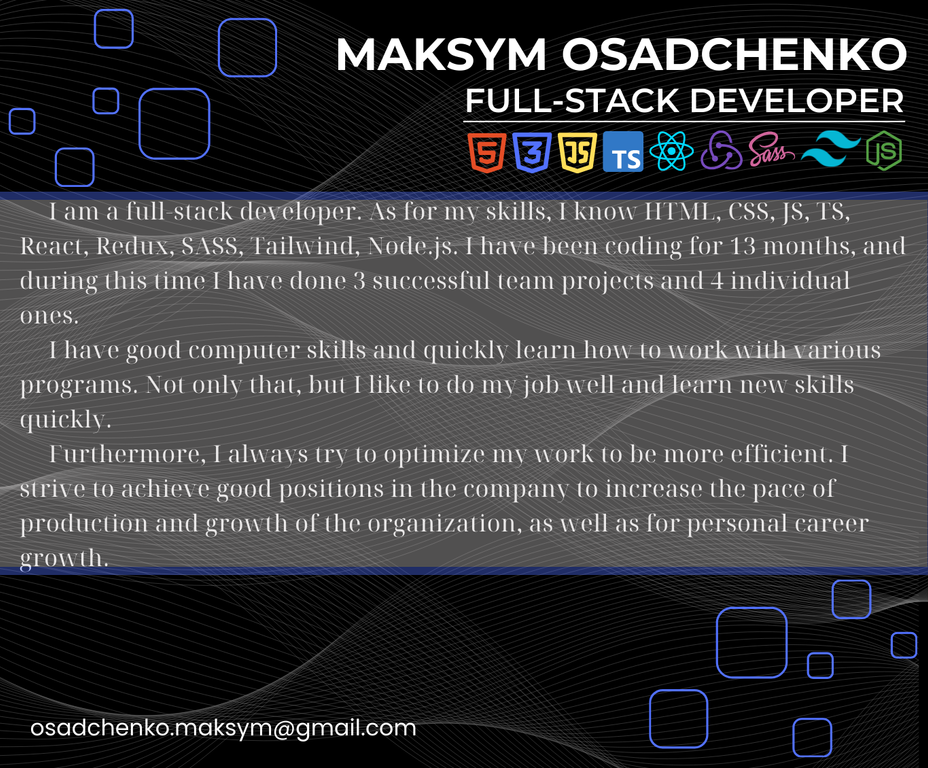 MAKSYM OSADCHENKO
FULL-STACK DEVELOPER
5 3 JS TS Sass JS
I am a full-stack developer. As for my skills, I know HTML, CSS, JS, TS,
React, Redux, SASS, Tailwind, Node.js. I have been coding for 13 months, and
during this time I have done 3 successful team projects and 4 individual
ones.
I have good computer skills and quickly learn how to work with various
programs. Not only that, but I like to do my job well and learn new skills
quickly.
Furthermore, I always try to optimize my work to be more efficient. I
strive to achieve good positions in the company to increase the pace of
production and growth of the organization, as well as for personal career
growth.
osadchenko.maksym@gmail.com